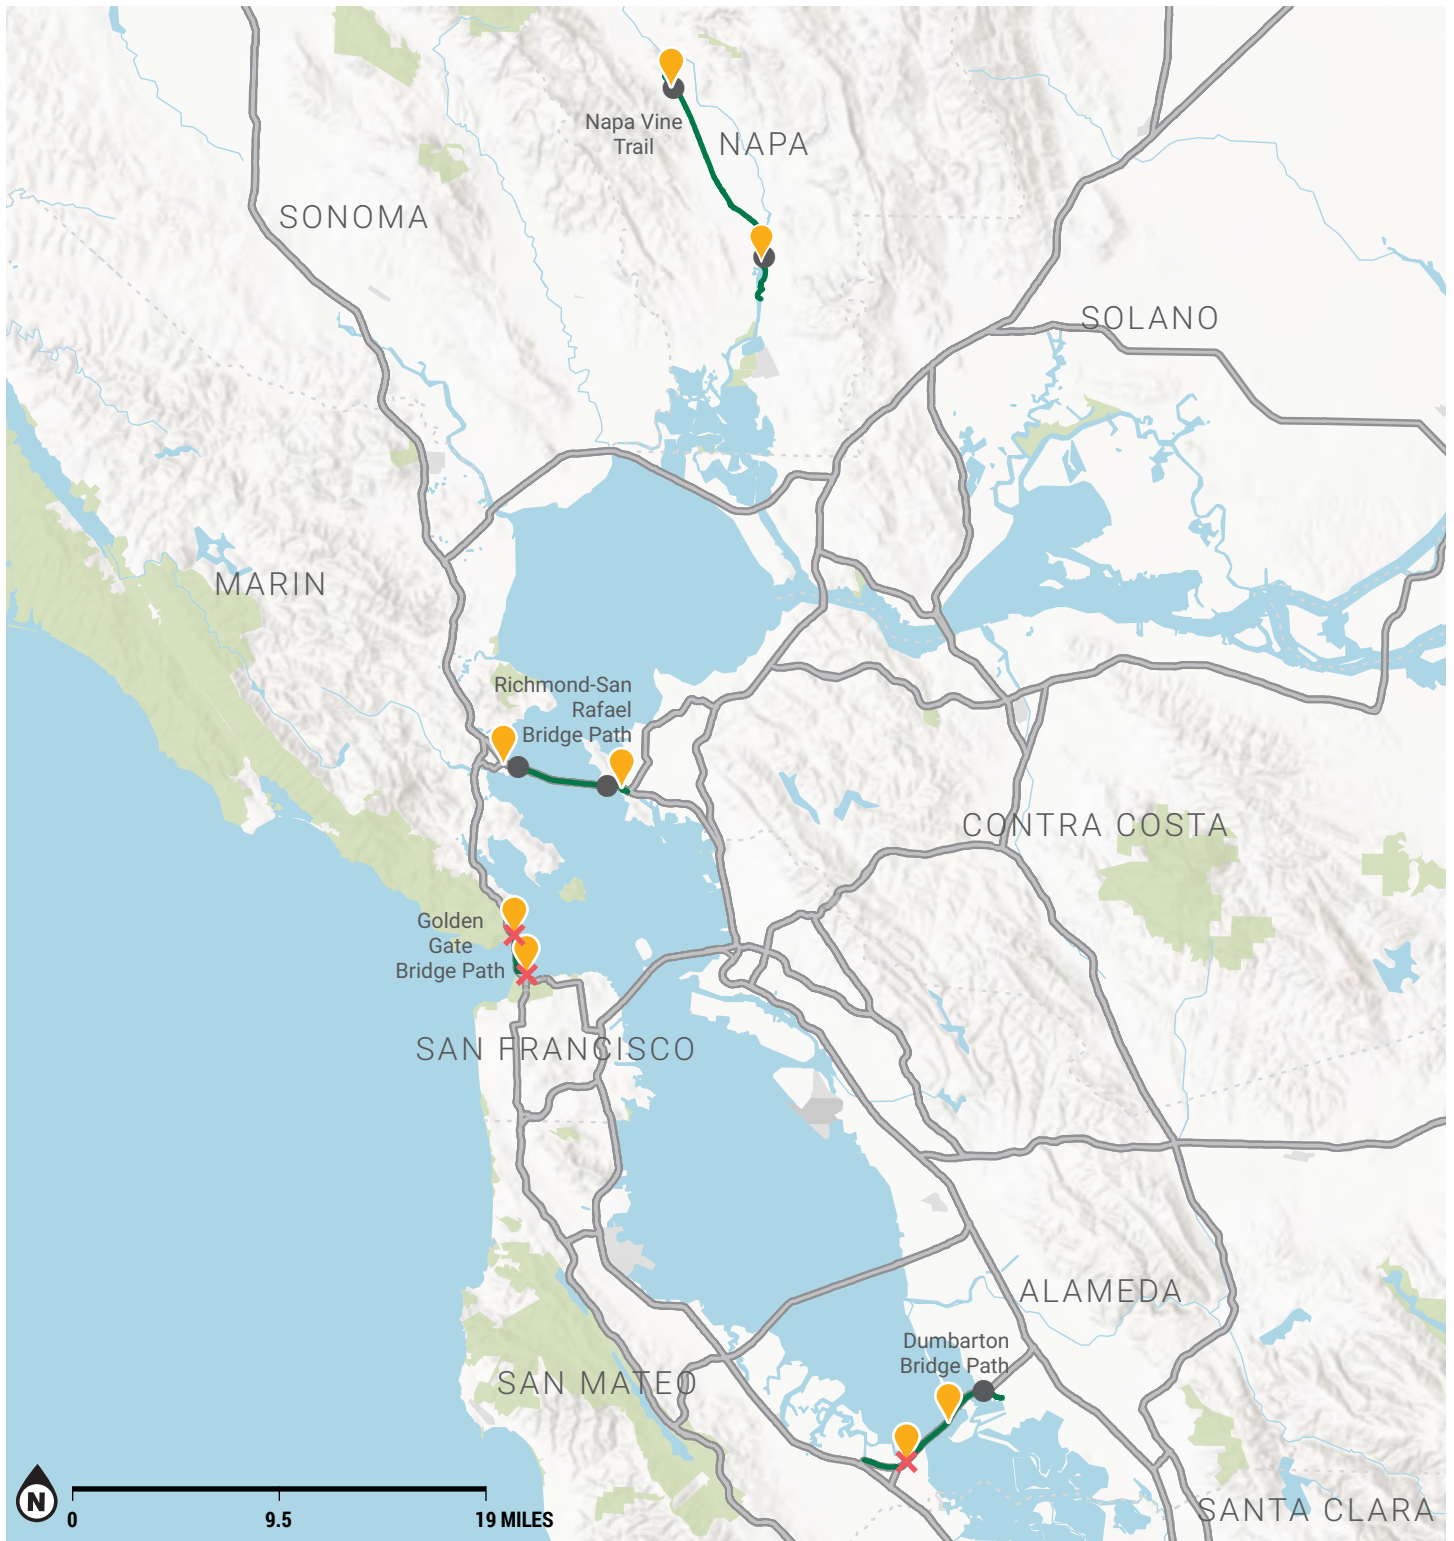 Napa Vine
Trail
NAPA
SONOMA
SOLANO
MARIN
Richmond-San
Rafael
Bridge Path
CONTRA COSTA
Golden
Gate
Bridge Path
SAN FRANCISCO
ALAMEDA
Dumbarton
Bridge Path
SAN MATEO
N
0
9.5
19 MILES
SANTA CLARA